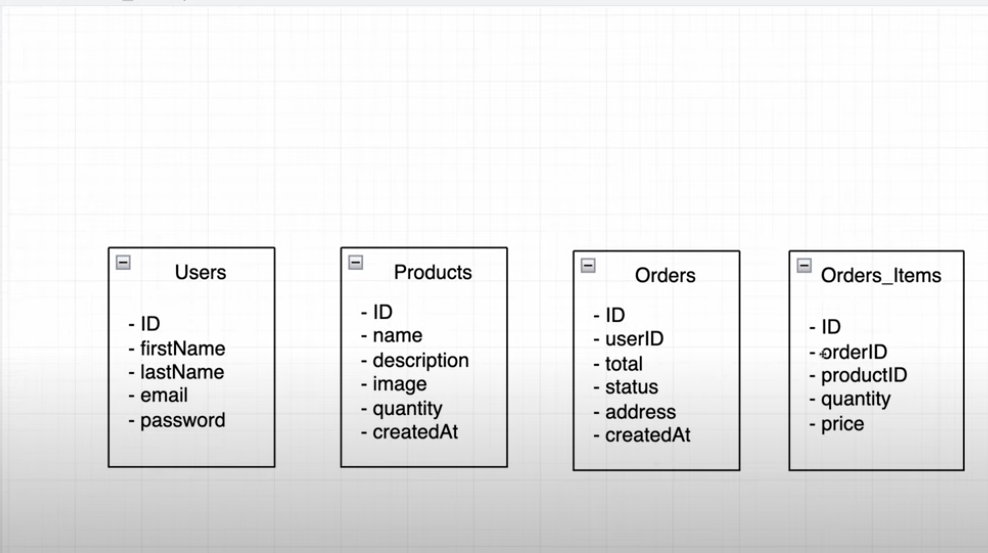 Users
- ID
- firstName
- lastName
- email
- password
Products
- ID
- name
- description
- image
- quantity
- createdAt
Orders
- ID
- userID
- total
- status
- address
- createdAt
Orders_Items
- ID
- orderID
- productID
- quantity
- price